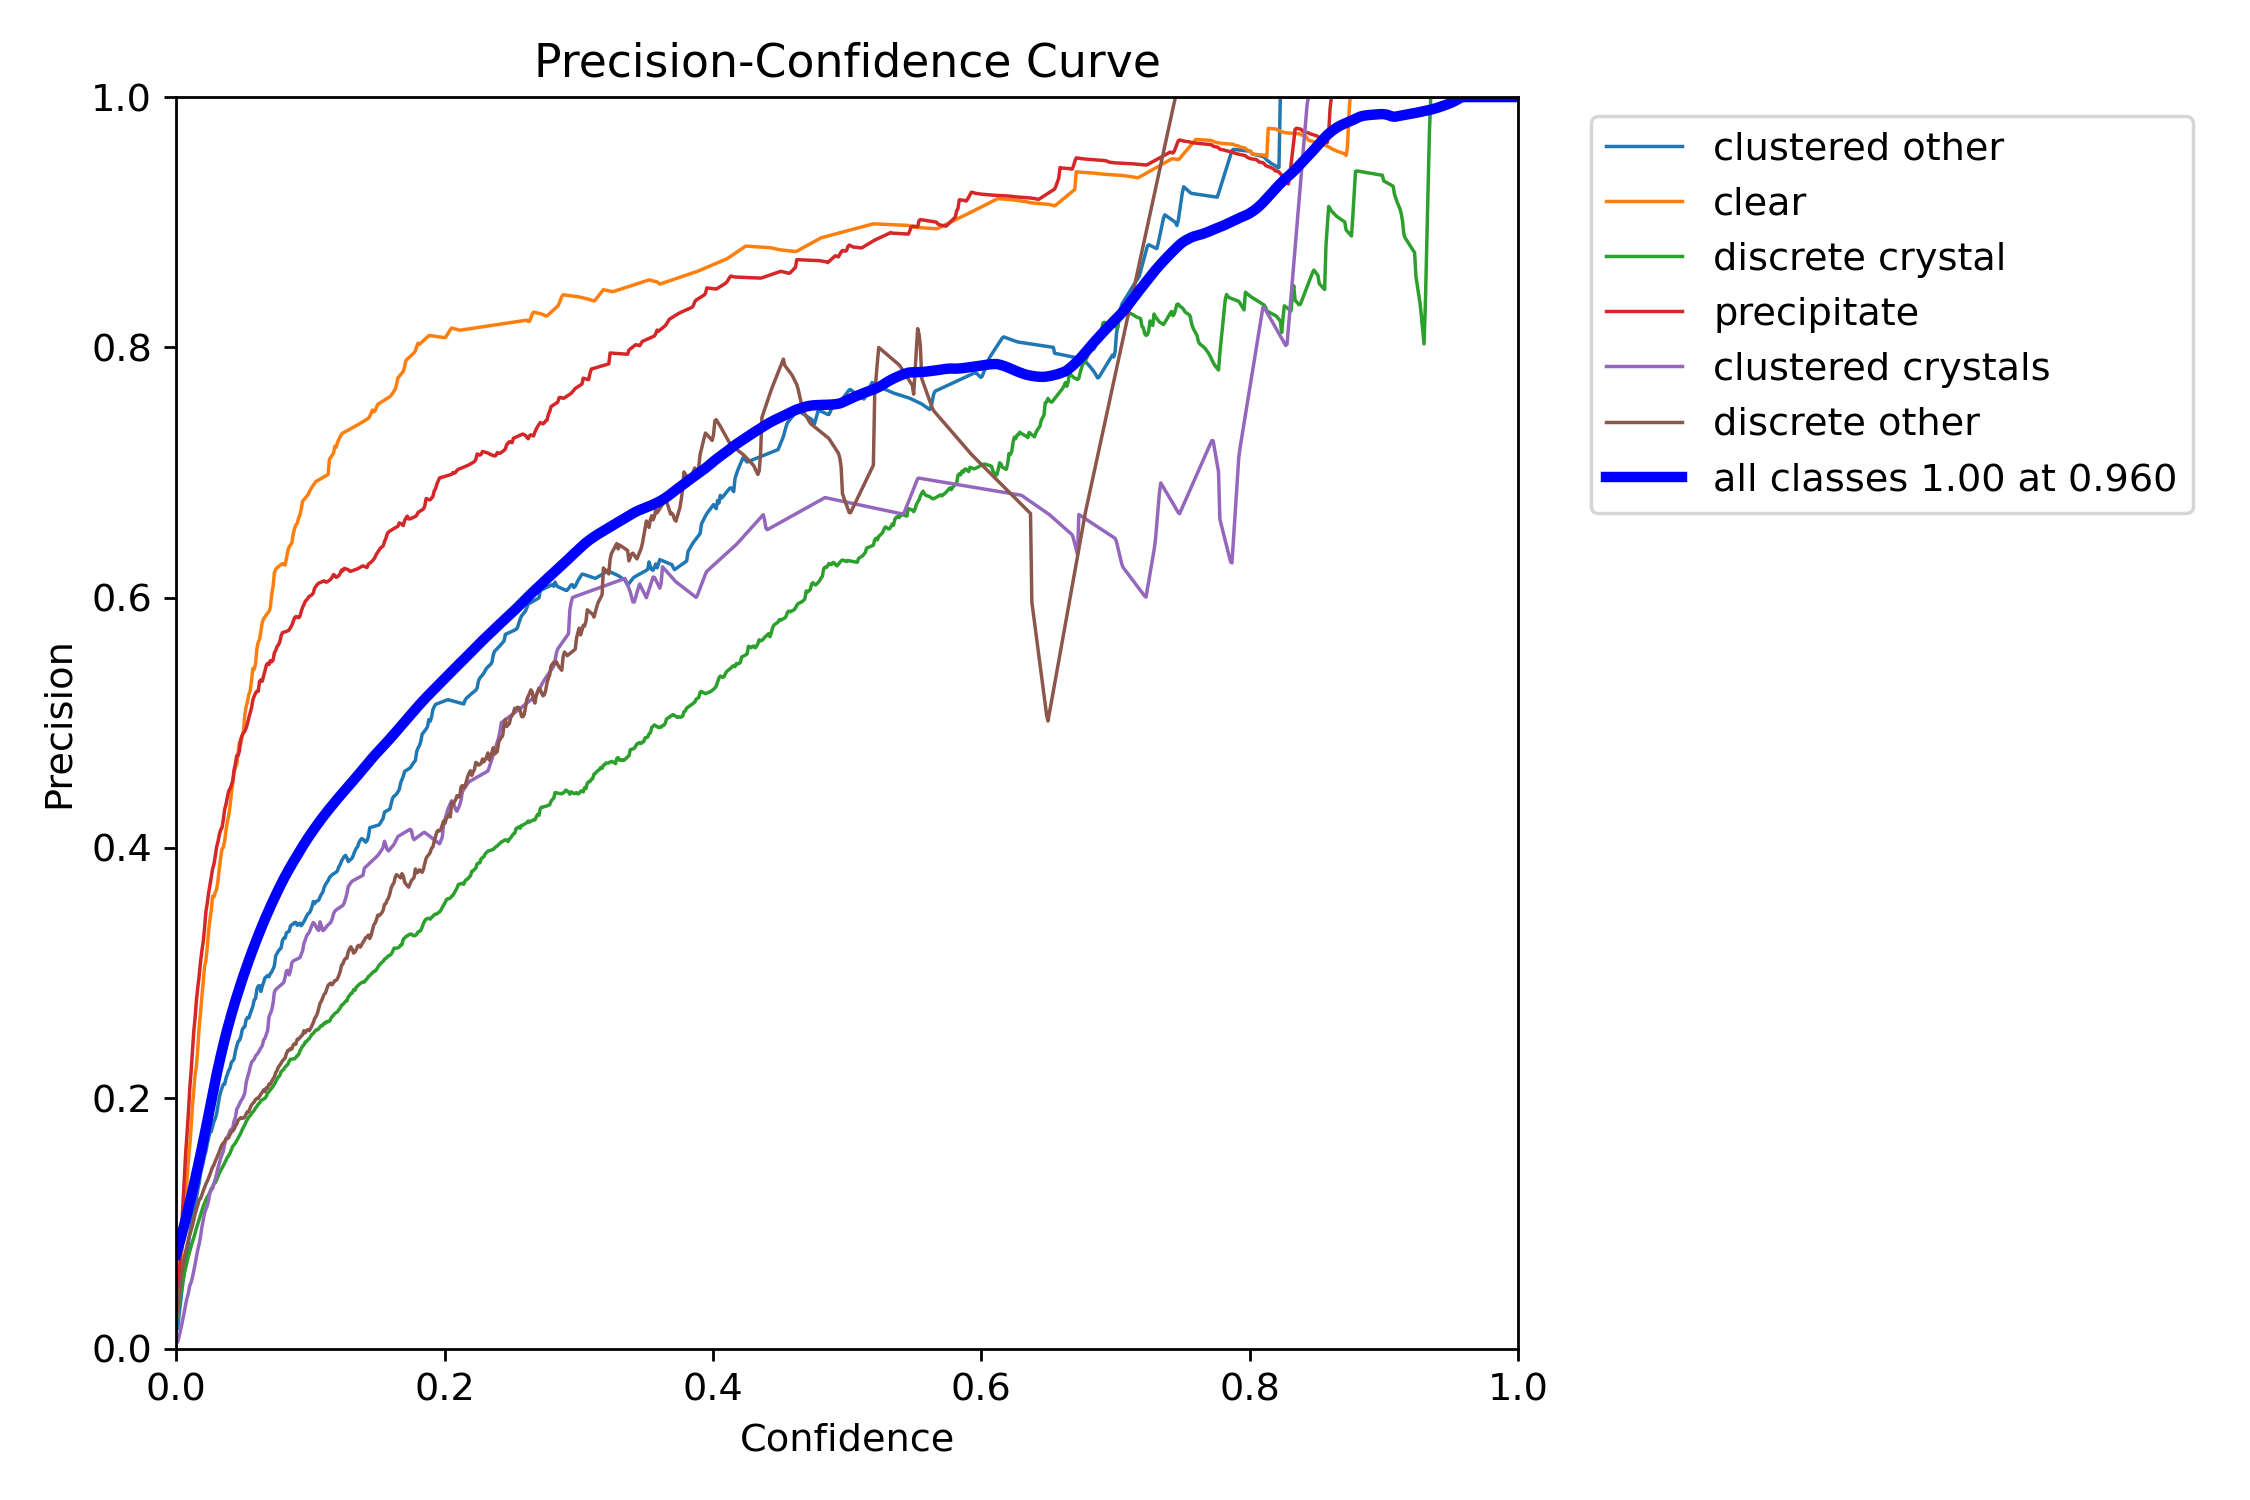 Precision-Confidence Curve
1.0
0.8
0.6
0.4
0.2
0.0
Precision
0.0 0.2 0.4 0.6 0.8 1.0
Confidence
clustered other
clear
discrete crystal
precipitate
clustered crystals
discrete other
all classes 1.00 at 0.960